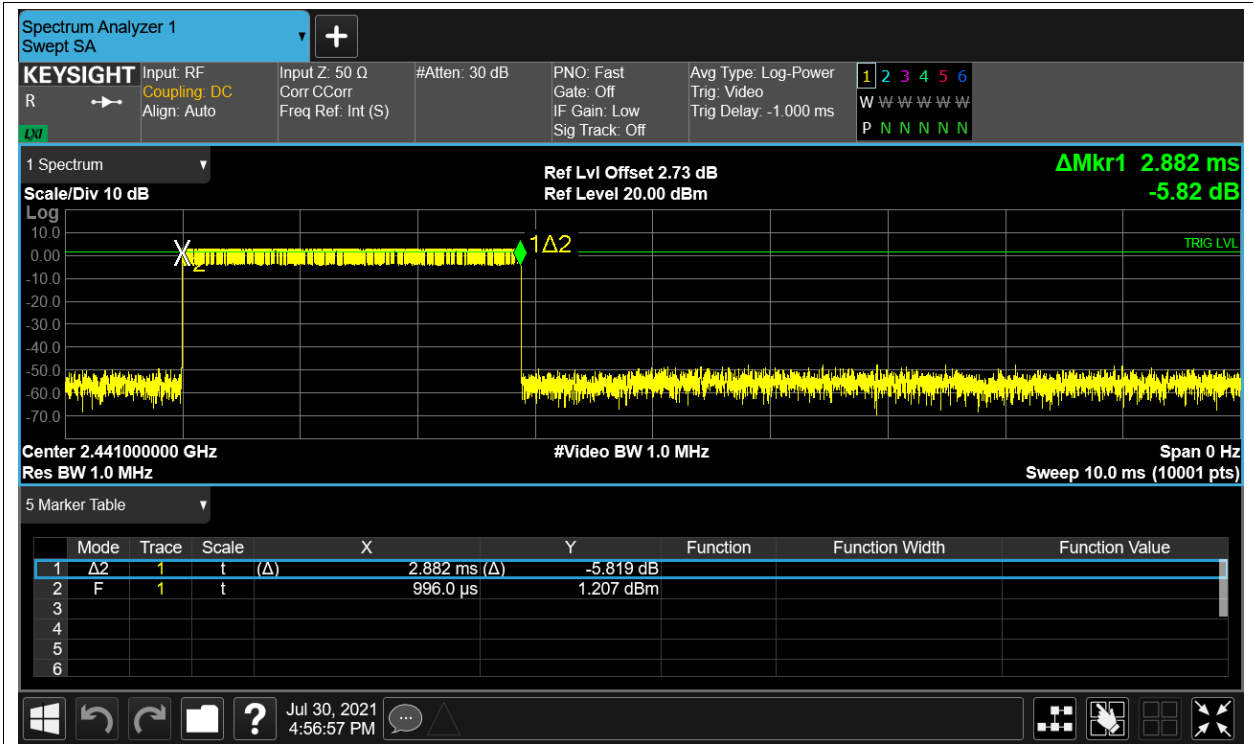 Spectrum Analyzer 1
Swept SA
+
KEYSIGHT
R
LXI
Input: RF
Coupling: DC
Align: Auto
Input Z: 50 Ω
Corr CCorr
Freq Ref: Int (S)
#Atten: 30 dB
PNO: Fast
Gate: Off
IF Gain: Low
Sig Track: Off
Avg Type: Log-Power
Trig: Video
Trig Delay: -1.000 ms
1 2 3 4 5 6
W W W W W W
P N N N N N
1 Spectrum
Scale/Div 10 dB
Log
Ref Lvl Offset 2.73 dB
Ref Level 20.00 dBm
ΔMkr1 2.882 ms
-5.82 dB
10.0
0.00
-10.0
-20.0
-30.0
-40.0
-50.0
-60.0
-70.0
2
1Δ2
TRIG LVL
Center 2.441000000 GHz
Res BW 1.0 MHz
#Video BW 1.0 MHz
Span 0 Hz
Sweep 10.0 ms (10001 pts)
5 Marker Table
Mode Trace Scale X Y Function Function Width Function Value
1 Δ2 1 t (Δ) 2.882 ms (Δ) -5.819 dB
2 F 1 t 996.0 µs 1.207 dBm
3
4
5
6
?
Jul 30, 2021
4:56:57 PM